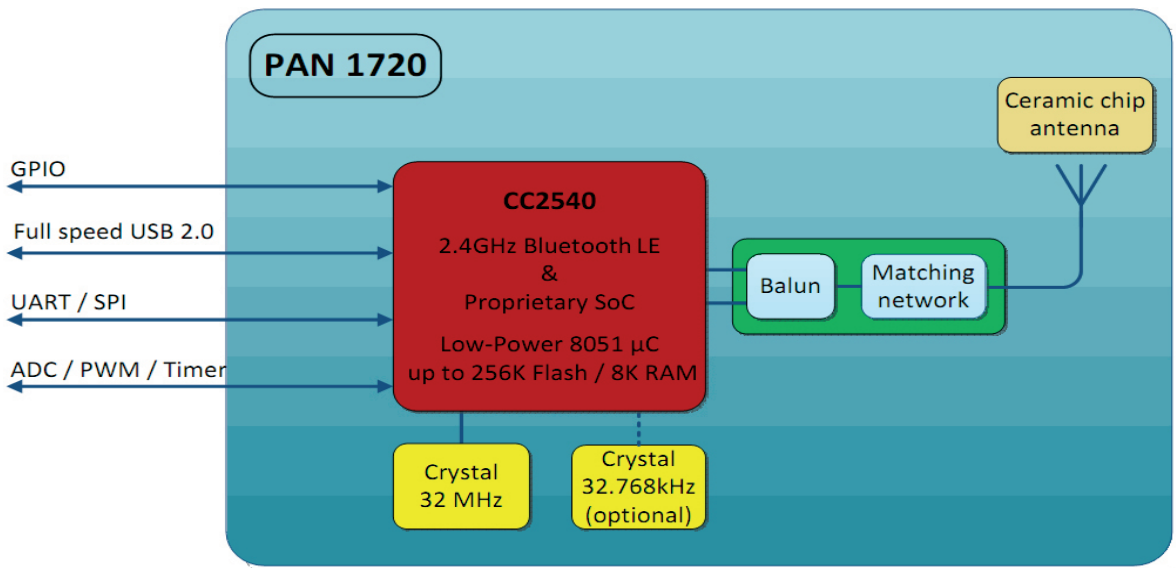 PAN 1720
Ceramic chip
antenna
GPIO
Full speed USB 2.0
UART / SPI
ADC / PWM / Timer
CC2540
2.4GHz Bluetooth LE
&
Proprietary SoC
Low-Power 8051 µC
up to 256K Flash / 8K RAM
Balun
Matching
network
Crystal
32 MHz
Crystal
32.768kHz
(optional)